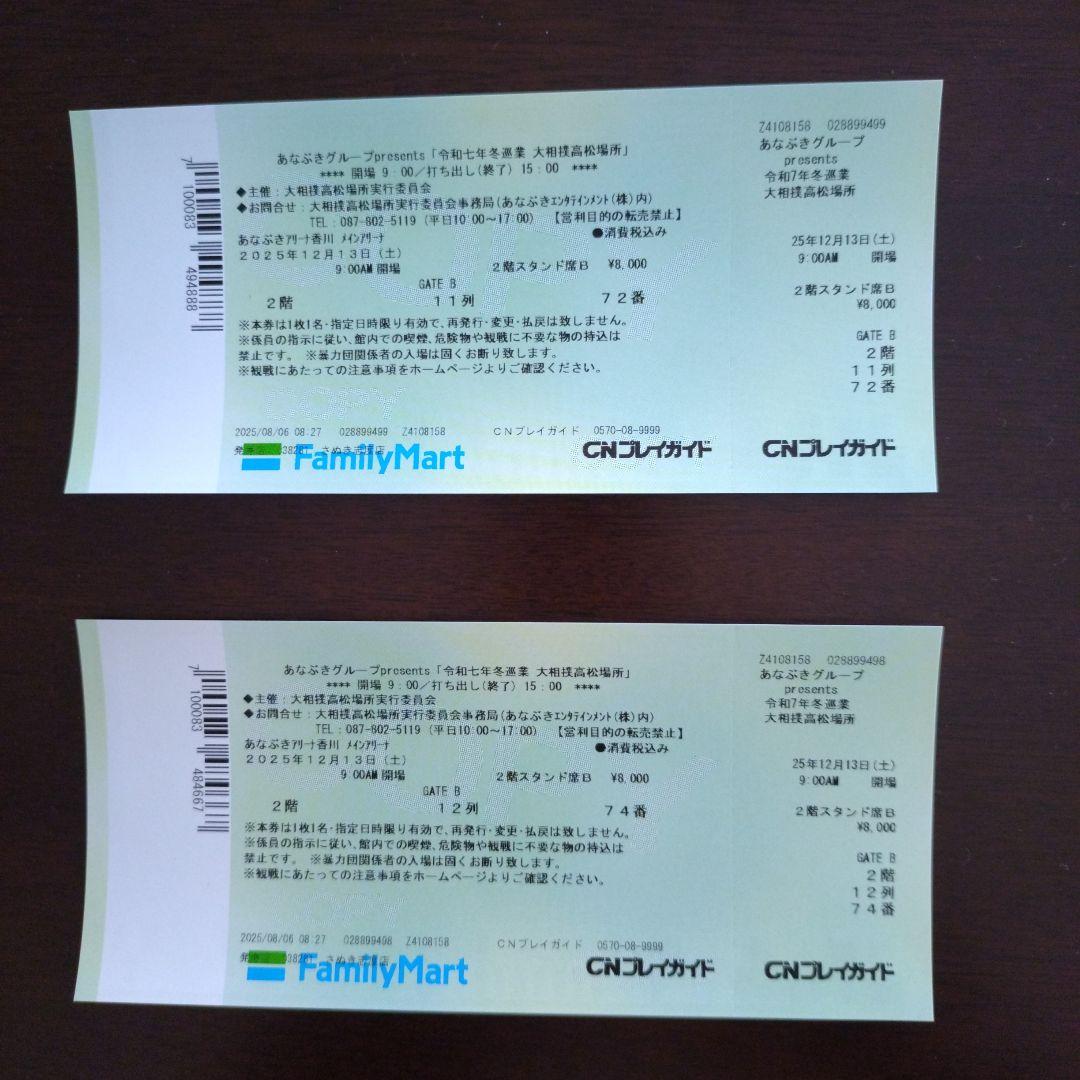 あなぶきグループpresents「令和七年冬巡業 大相撲高松場所」
**** 開場 9:00/打ち出し(終了) 15:00 ****
◆主催:大相撲高松場所実行委員会
◆お問合せ:大相撲高松場所実行委員会事務局(あなぶきエンタテインメント(株)内)
TEL:087-802-5119 (平日10:00~17:00) 【営利目的の転売禁止】
●消費税込み
あなぶきアリーナ香川 メインアリーナ
2025年12月13日(土)
9:00AM 開場 2階スタンド席B ¥8,000
GATE B
2階 11列 72番
※本券は1枚1名・指定日時限り有効で、再発行・変更・払戻は致しません。
※係員の指示に従い、館内での喫煙、危険物や観戦に不要な物の持込は
禁止です。 ※暴力団関係者の入場は固くお断り致します。
※観戦にあたっての注意事項をホームページよりご確認ください。
2025/08/06 08:27 028899499 Z4108158 CNプレイガイド 0570-08-9999
さぬき志度店
FamilyMart CNプレイガイド
7 100083 494888
Z4108158 028899499
あなぶきグループ
presents
令和7年冬巡業
大相撲高松場所
25年12月13日(土)
9:00AM 開場
2階スタンド席B
¥8,000
GATE B
2階
11列
72番
CNプレイガイド
あなぶきグループpresents「令和七年冬巡業 大相撲高松場所」
**** 開場 9:00/打ち出し(終了) 15:00 ****
◆主催:大相撲高松場所実行委員会
◆お問合せ:大相撲高松場所実行委員会事務局(あなぶきエンタテインメント(株)内)
TEL:087-802-5119 (平日10:00~17:00) 【営利目的の転売禁止】
●消費税込み
あなぶきアリーナ香川 メインアリーナ
2025年12月13日(土)
9:00AM 開場 2階スタンド席B ¥8,000
GATE B
2階 12列 74番
※本券は1枚1名・指定日時限り有効で、再発行・変更・払戻は致しません。
※係員の指示に従い、館内での喫煙、危険物や観戦に不要な物の持込は
禁止です。 ※暴力団関係者の入場は固くお断り致します。
※観戦にあたっての注意事項をホームページよりご確認ください。
2025/08/06 08:27 028899498 Z4108158 CNプレイガイド 0570-08-9999
さぬき志度店
FamilyMart CNプレイガイド
7 100083 484667
Z4108158 028899498
あなぶきグループ
presents
令和7年冬巡業
大相撲高松場所
25年12月13日(土)
9:00AM 開場
2階スタンド席B
¥8,000
GATE B
2階
12列
74番
CNプレイガイド